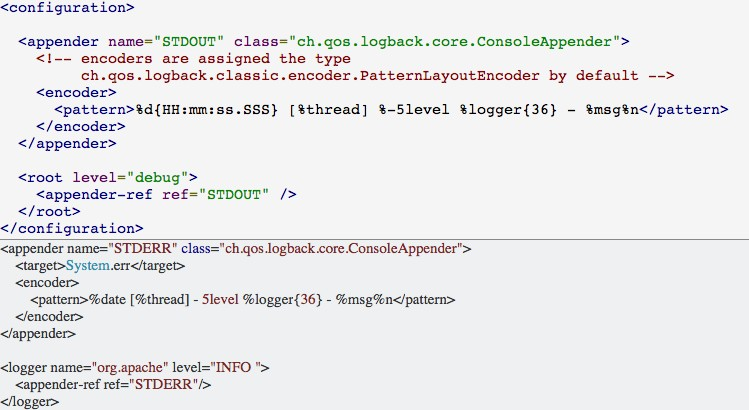 <configuration>
<appender name="STDOUT" class="ch.qos.logback.core.ConsoleAppender">
<!-- encoders are assigned the type
ch.qos.logback.classic.encoder.PatternLayoutEncoder by default -->
<encoder>
<pattern>%d{HH:mm:ss.SSS} [%thread] %-5level %logger{36} - %msg%n</pattern>
</encoder>
</appender>
<root level="debug">
<appender-ref ref="STDOUT" />
</root>
</configuration>
<appender name="STDERR" class="ch.qos.logback.core.ConsoleAppender">
<target>System.err</target>
<encoder>
<pattern>%date [%thread] - 5level %logger{36} - %msg%n</pattern>
</encoder>
</appender>
<logger name="org.apache" level="INFO ">
<appender-ref ref="STDERR"/>
</logger>